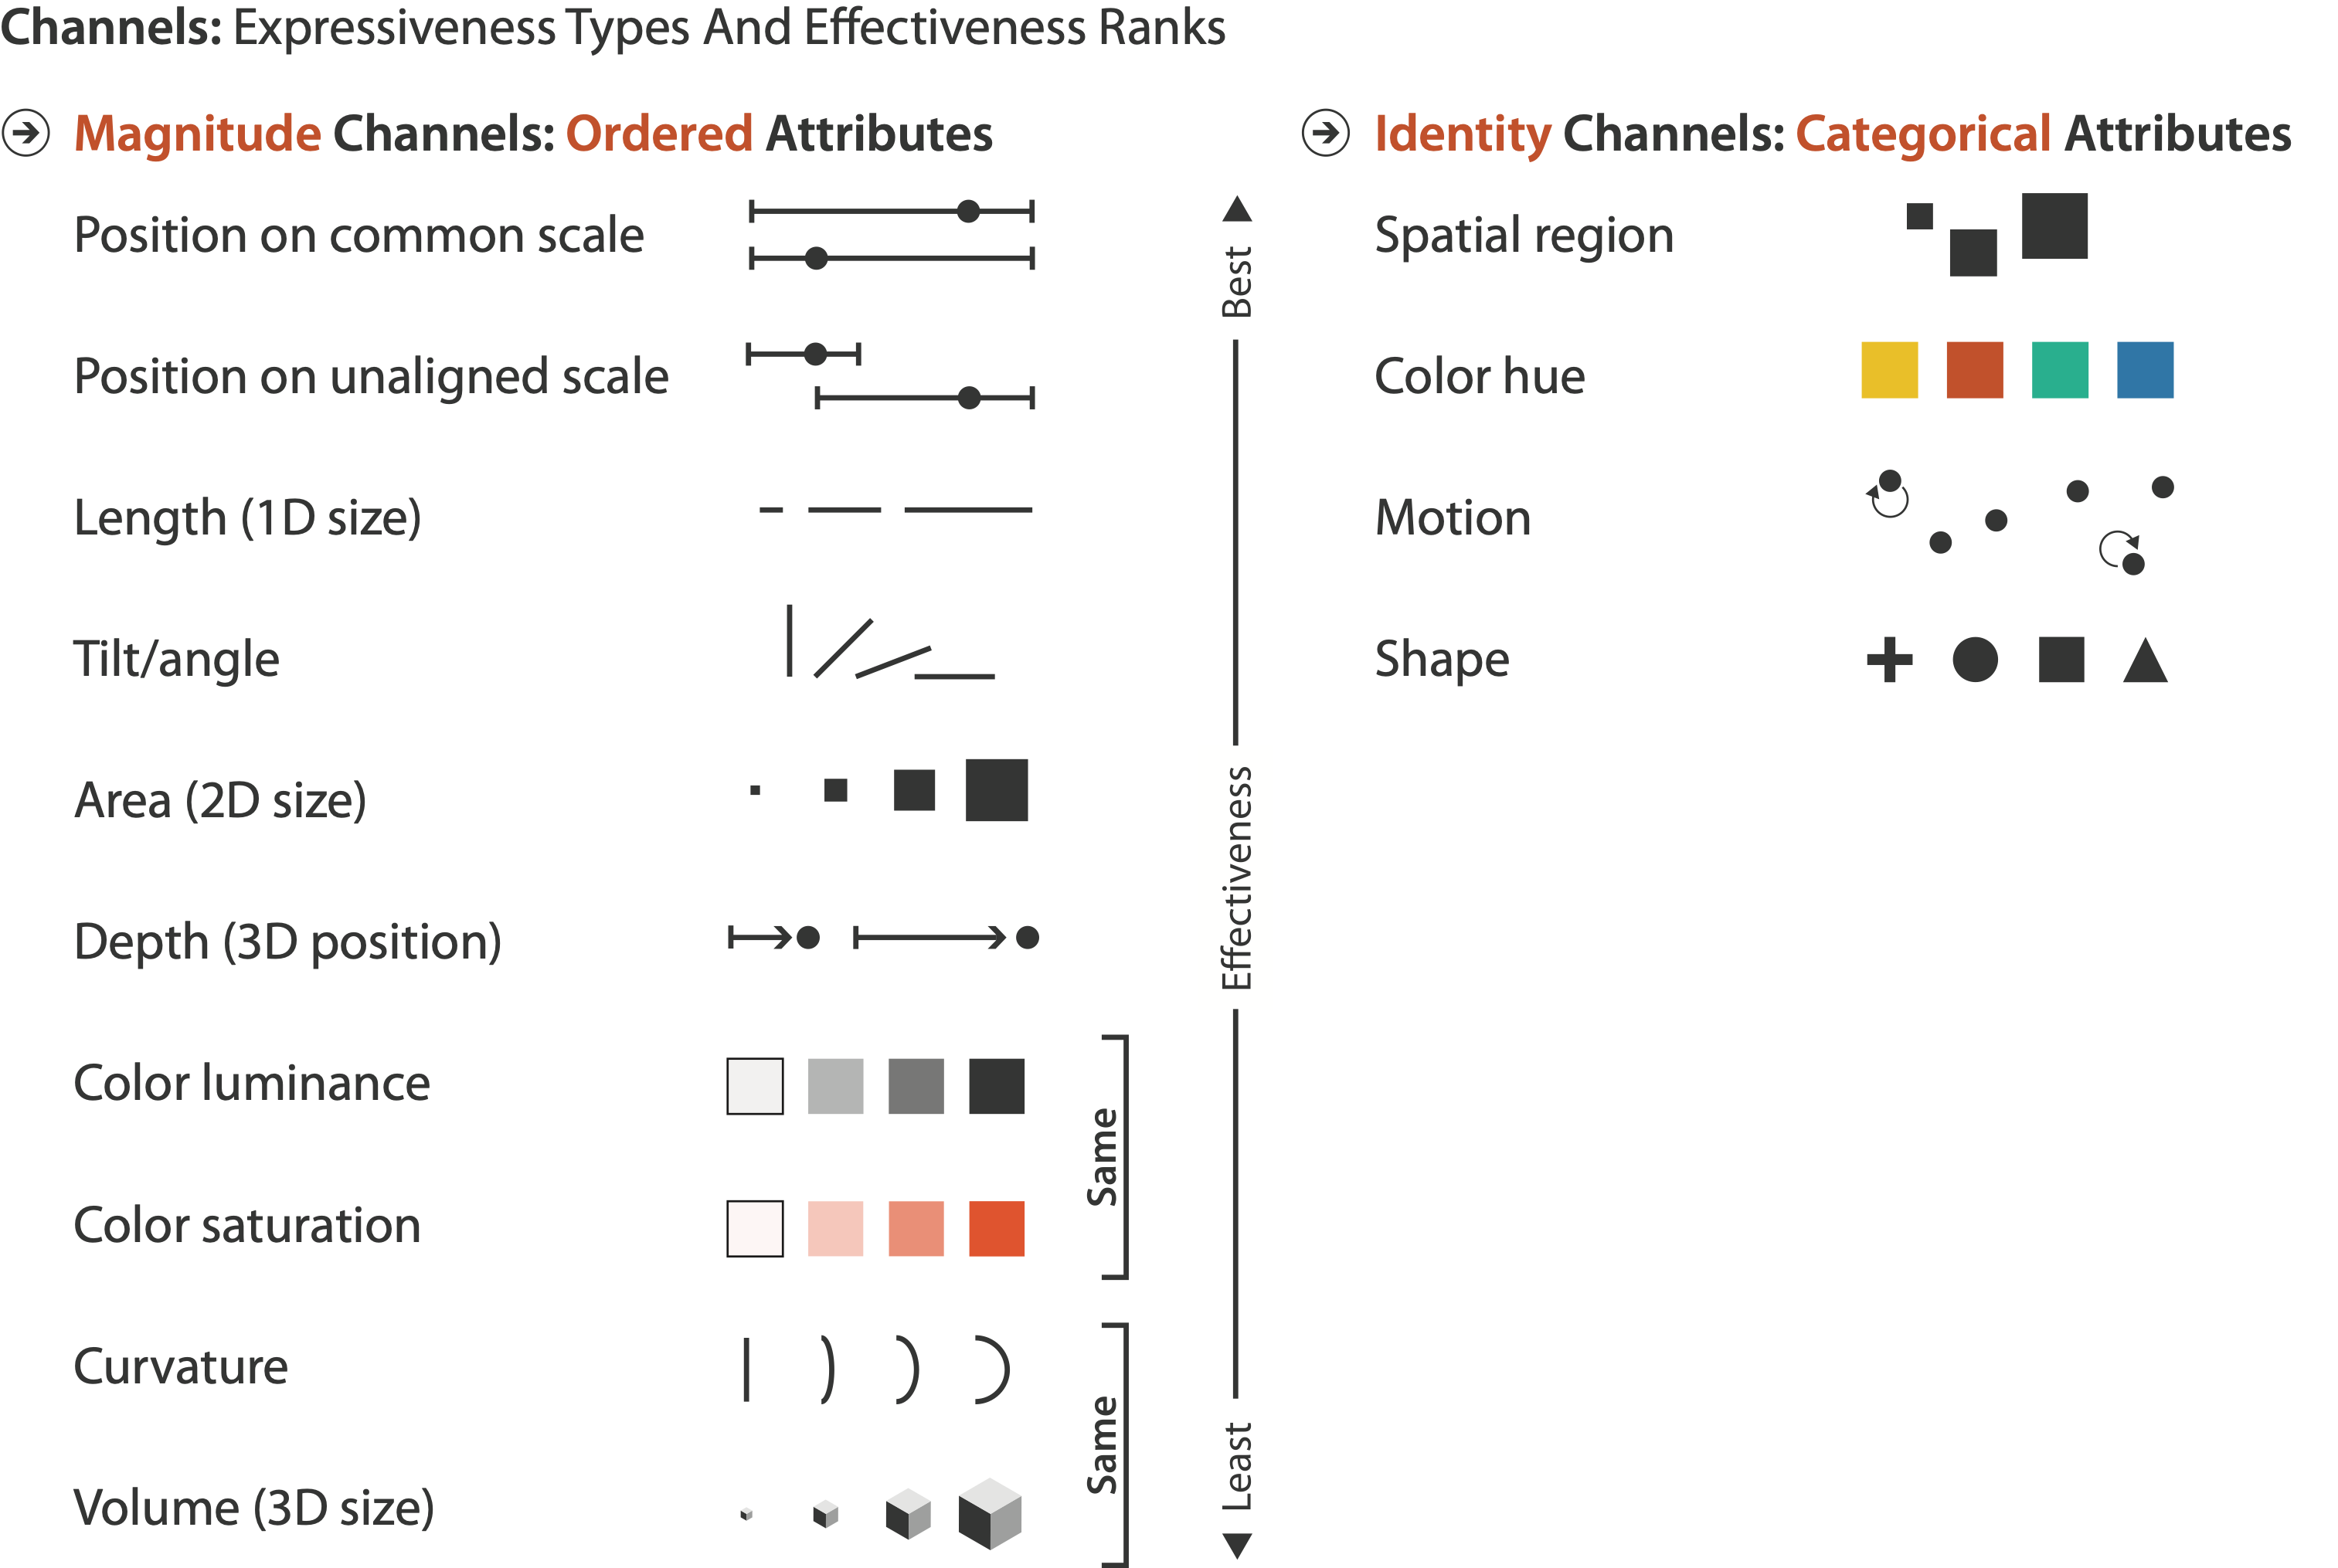 Channels: Expressiveness Types And Effectiveness Ranks
Magnitude Channels: Ordered Attributes
Position on common scale
Position on unaligned scale
Length (1D size)
Tilt/angle
Area (2D size)
Depth (3D position)
Color luminance
Color saturation
Curvature
Volume (3D size)
Same
Same
Best
Effectiveness
Least
Identity Channels: Categorical Attributes
Spatial region
Color hue
Motion
Shape